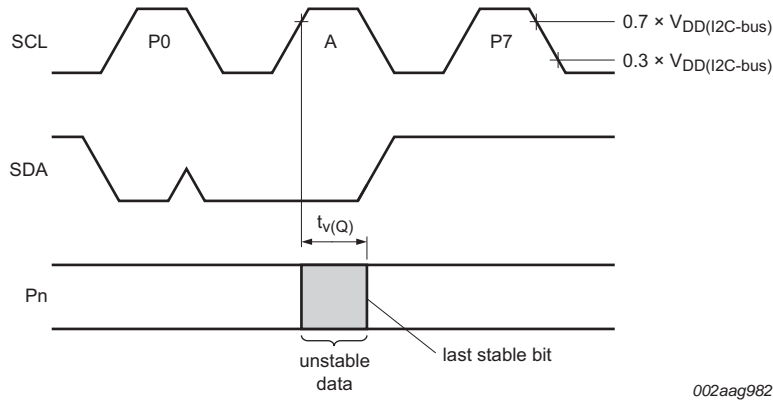 SCL
P0
A
P7
0.7 × VDD(I2C-bus)
0.3 × VDD(I2C-bus)
SDA
tv(Q)
Pn
unstable
data
last stable bit
002aag982